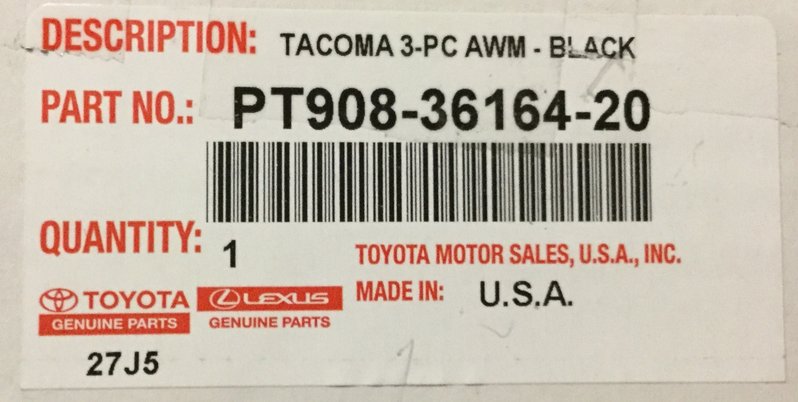 DESCRIPTION: TACOMA 3-PC AWM - BLACK
PART NO.: PT908-36164-20
QUANTITY: 1
TOYOTA MOTOR SALES, U.S.A., INC.
MADE IN: U.S.A.
TOYOTA LEXUS
GENUINE PARTS GENUINE PARTS
27J5